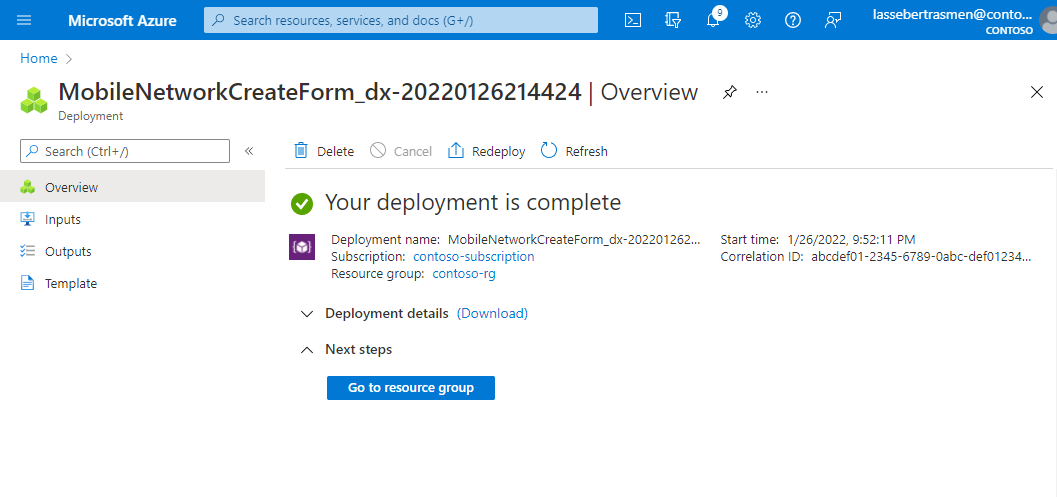 Microsoft Azure
Search resources, services, and docs (G+/)
9
lassebertrasmen@conto...
CONTOSO
Home
MobileNetworkCreateForm_dx-20220126214424 | Overview
...
Deployment
Search (Ctrl+/)
«
Delete
Cancel
Redeploy
Refresh
Overview
Inputs
Outputs
Template
Your deployment is complete
Deployment name: MobileNetworkCreateForm_dx-202201262...
Subscription: contoso-subscription
Resource group: contoso-rg
Start time: 1/26/2022, 9:52:11 PM
Correlation ID: abcdef01-2345-6789-0abc-def01234...
Deployment details (Download)
Next steps
Go to resource group